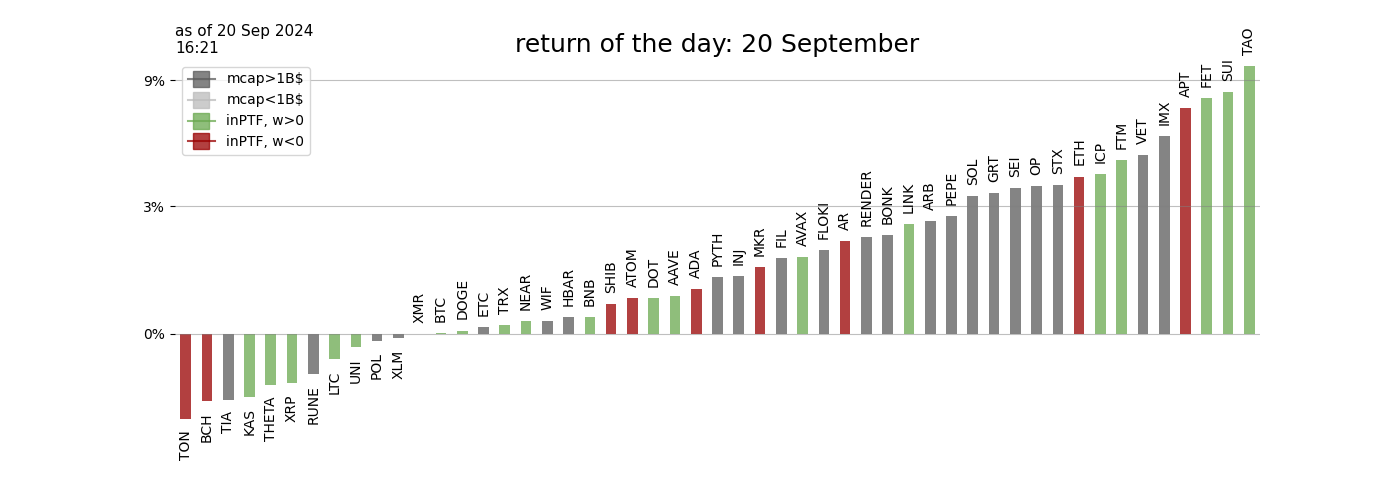 as of 20 Sep 2024
16:21
return of the day: 20 September
mcap>1B$
mcap<1B$
inPTF, w>0
inPTF, w<0
9%
3%
0%
TON
BCH
TIA
KAS
THETA
XRP
RUNE
LTC
UNI
POL
XLM
XMR
BTC
DOGE
ETC
TRX
NEAR
WIF
HBAR
BNB
SHIB
ATOM
DOT
AAVE
ADA
PYTH
INJ
MKR
FIL
AVAX
FLOKI
AR
RENDER
BONK
LINK
ARB
PEPE
SOL
GRT
SEI
OP
STX
ETH
ICP
FTM
VET
IMX
APT
FET
SUI
TAO